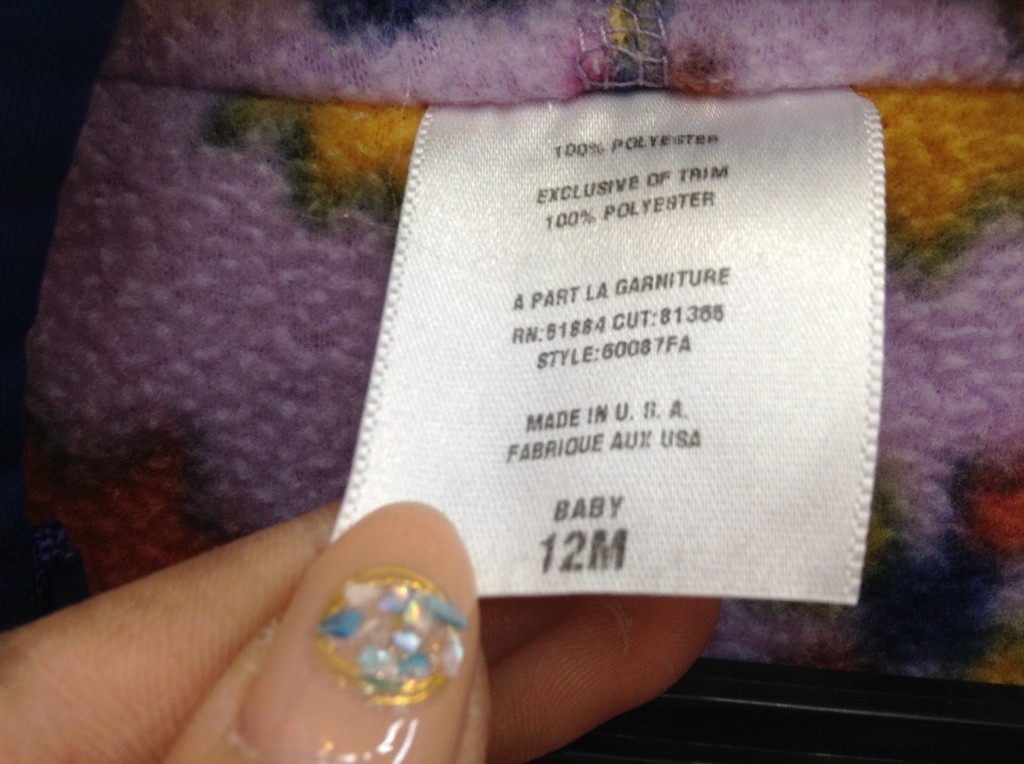 100% POLYESTER
EXCLUSIVE OF TRIM
100% POLYESTER
A PART LA GARNITURE
RN:51884 CUT:81365
STYLE:60087FA
MADE IN U. S. A.
FABRIQUE AUX USA
BABY
12M